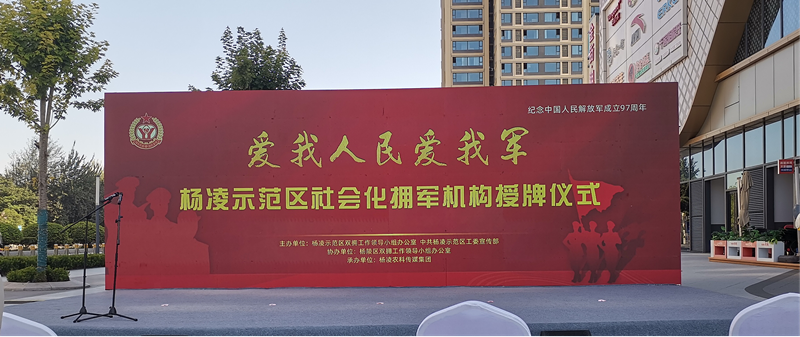 纪念中国人民解放军成立97周年
爱我人民爱我军
杨凌示范区社会化拥军机构授牌仪式
主办单位：杨凌示范区双拥工作领导小组办公室 中共杨凌示范区工委宣传部
协办单位：杨陵区双拥工作领导小组办公室
承办单位：杨凌农科传媒集团